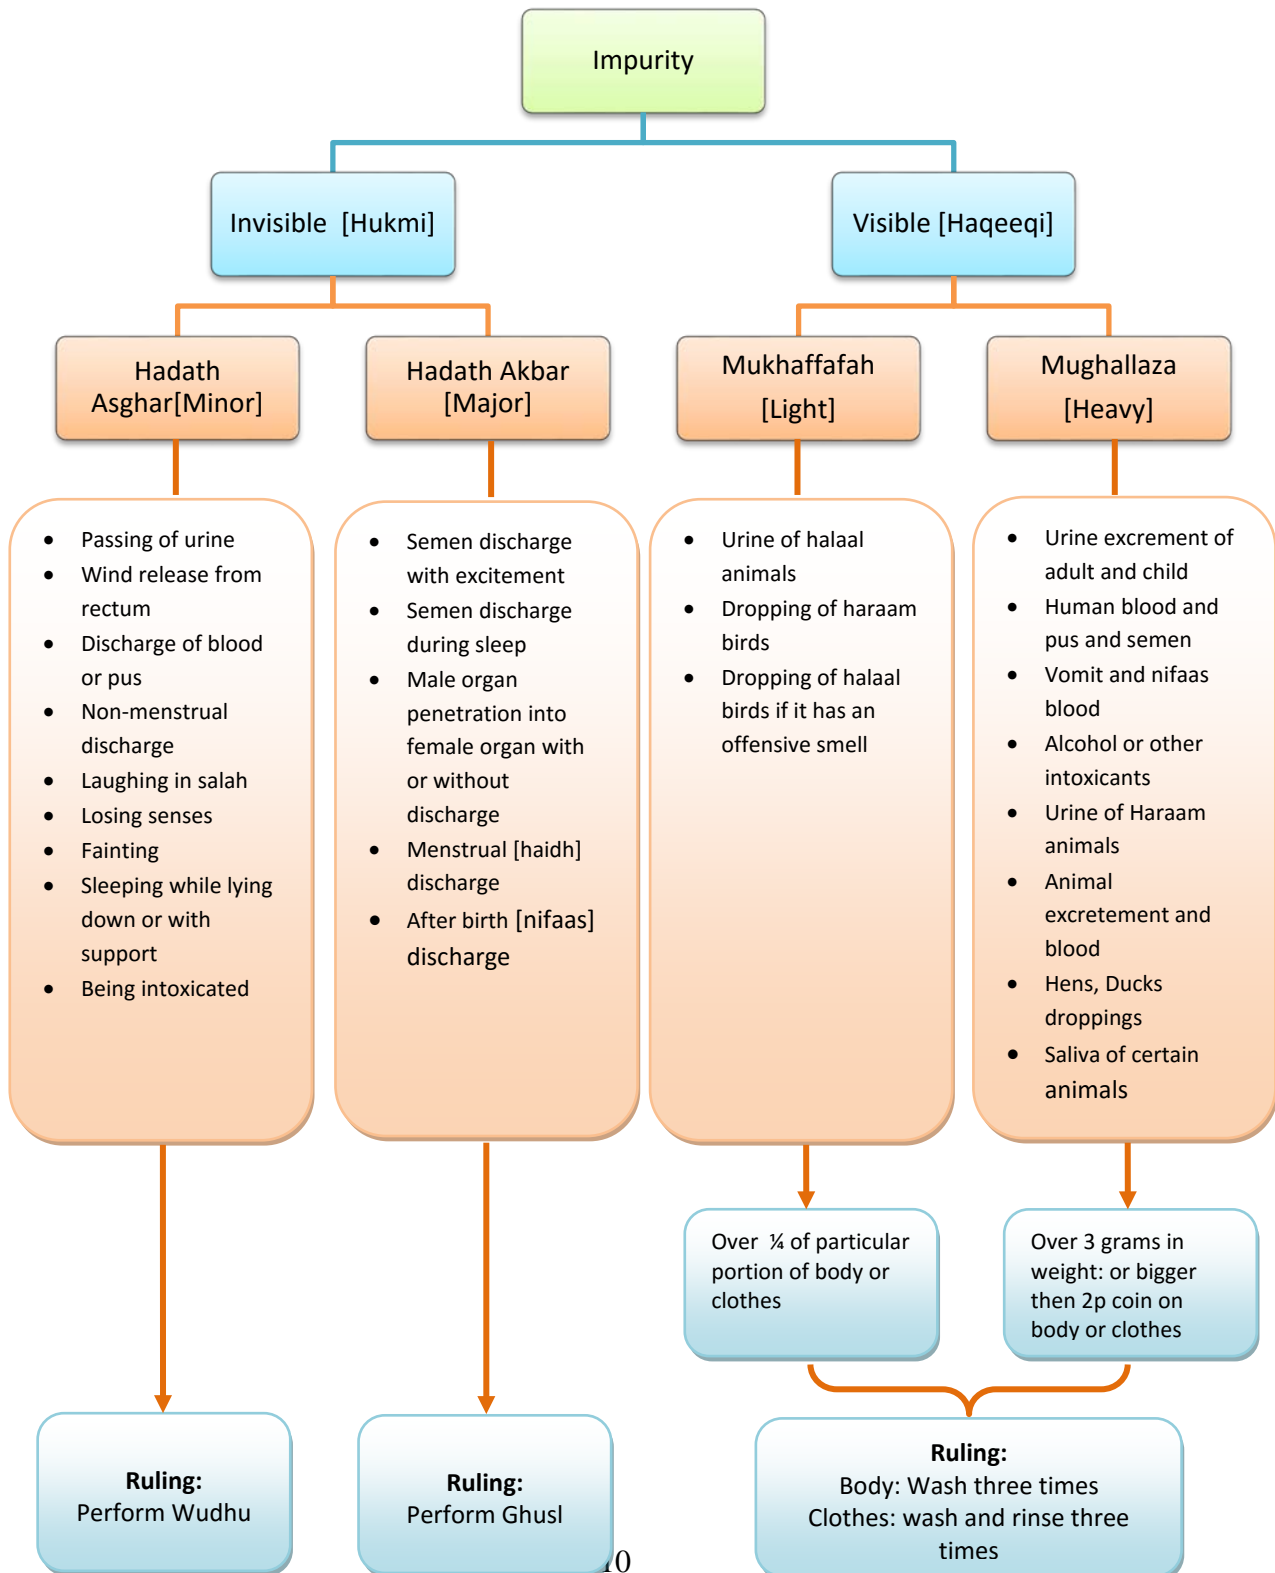 Impurity
Invisible [Hukmi]
Visible [Haqeeqi]
Hadath
Asghar[Minor]
Hadath Akbar
[Major]
Mukhaffafah
[Light]
Mughallaza
[Heavy]
• Passing of urine
• Wind release from
rectum
• Discharge of blood
or pus
• Non-menstrual
discharge
• Laughing in salah
• Losing senses
• Fainting
• Sleeping while lying
down or with
support
• Being intoxicated
• Semen discharge
with excitement
• Semen discharge
during sleep
• Male organ
penetration into
female organ with
or without
discharge
• Menstrual [haidh]
discharge
• After birth [nifaas]
discharge
• Urine of halaal
animals
• Dropping of haraam
birds
• Dropping of halaal
birds if it has an
offensive smell
• Urine excrement of
adult and child
• Human blood and
pus and semen
• Vomit and nifaas
blood
• Alcohol or other
intoxicants
• Urine of Haraam
animals
• Animal
excretement and
blood
• Hens, Ducks
droppings
• Saliva of certain
animals
Over ¼ of particular
portion of body or
clothes
Over 3 grams in
weight: or bigger
then 2p coin on
body or clothes
Ruling:
Perform Wudhu
Ruling:
Perform Ghusl
Ruling:
Body: Wash three times
Clothes: wash and rinse three
times
10